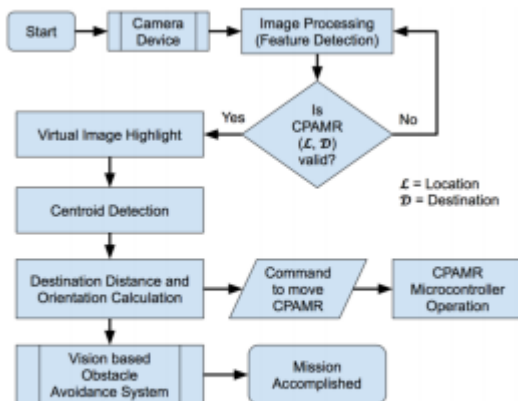 Start
Camera
Device
Image Processing
(Feature Detection)
Is
CPAMR
(ℒ, 𝒟)
valid?
Yes
No
Virtual Image Highlight
ℒ = Location
𝒟 = Destination
Centroid Detection
Destination Distance and
Orientation Calculation
Command
to move
CPAMR
CPAMR
Microcontroller
Operation
Vision based
Obstacle
Avoidance System
Mission
Accomplished